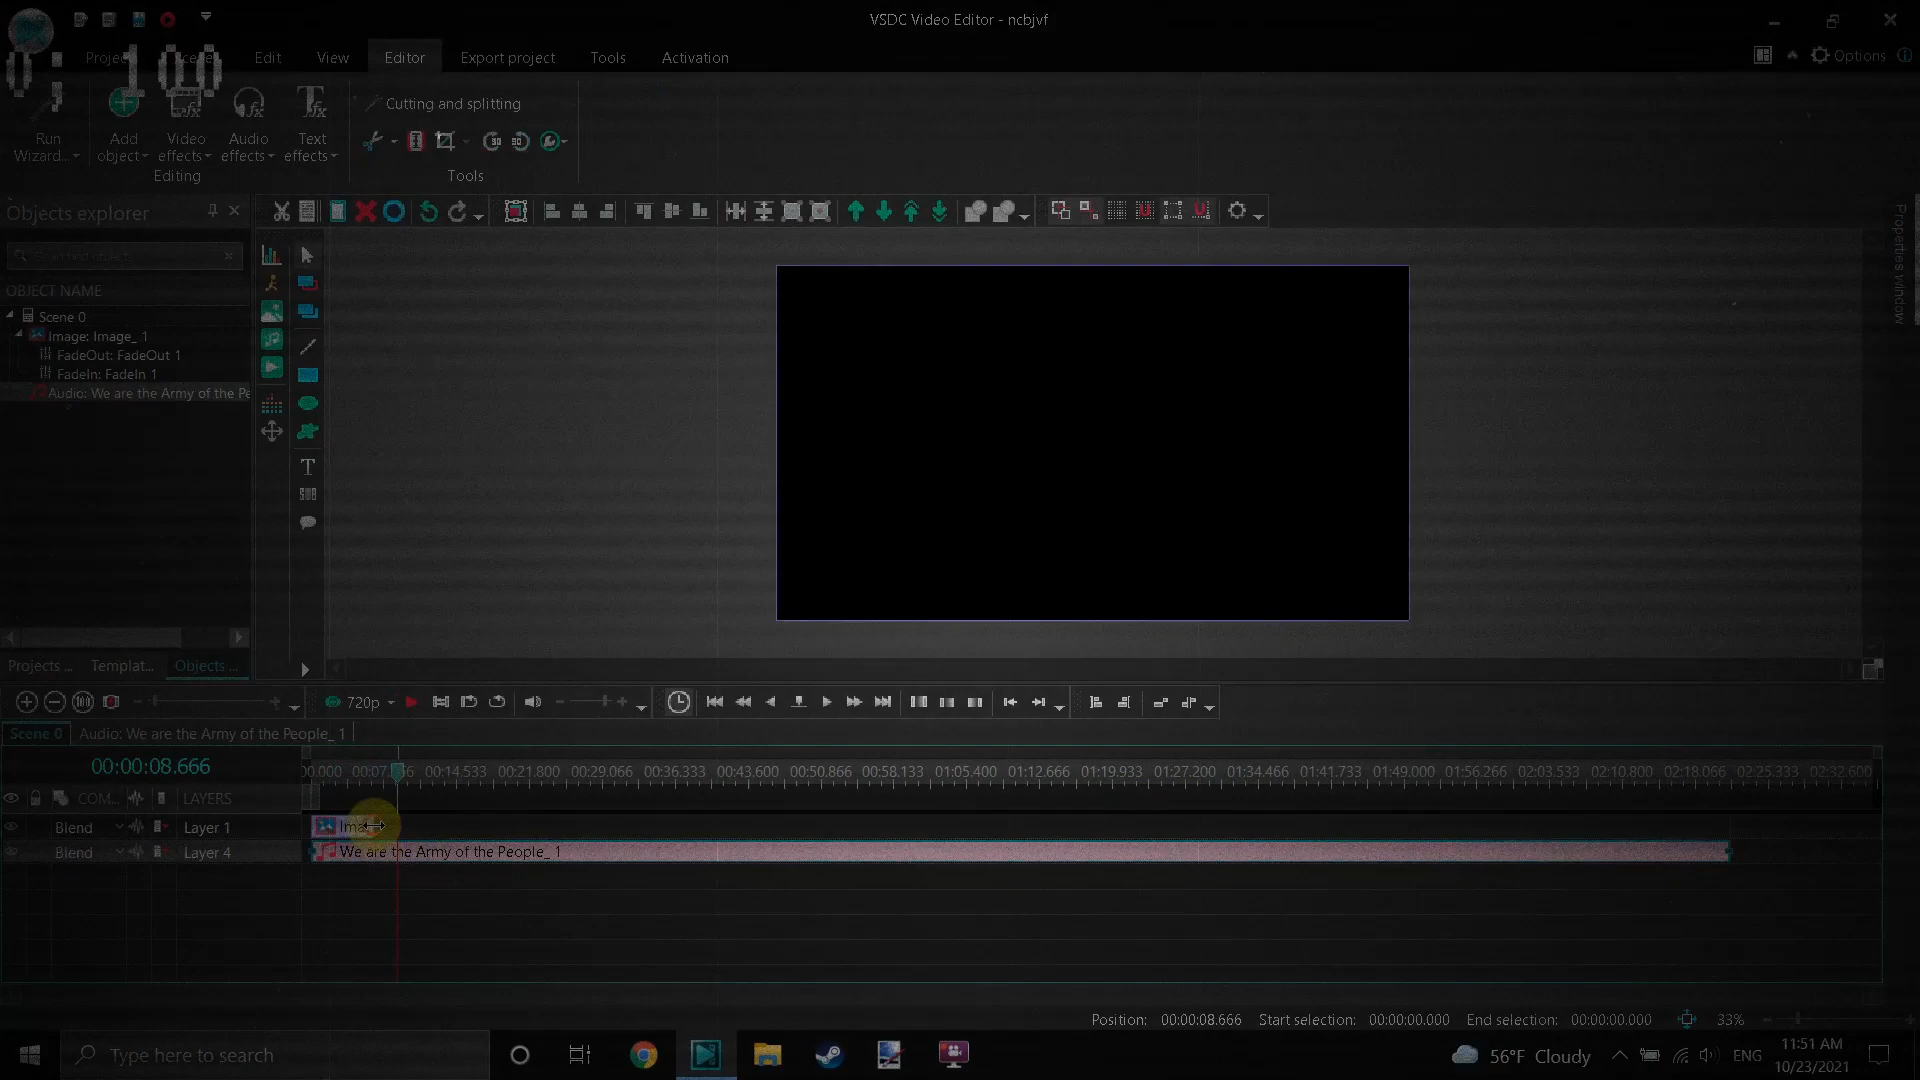 VSDC Video Editor - ncbjvf
0: 10
Edit View Editor Export project Tools Activation
Options
Cutting and splitting
Run Wizard... Add object Video effects Audio effects Text effects
Editing Tools
Objects explorer
OBJECT NAME
Scene 0
Image: Image_ 1
FadeOut: FadeOut 1
FadeIn: FadeIn 1
Audio: We are the Army of the Pe
Properties window
Projects ... Templat... Objects ...
720p
Scene 0 Audio: We are the Army of the People_ 1
00:00:08.666
00:14.533 00:21.800 00:29.066 00:36.333 00:43.600 00:50.866 00:58.133 01:05.400 01:12.666 01:19.933 01:27.200 01:34.466 01:41.733 01:49.000 01:56.266 02:03.533 02:10.800 02:18.066 02:25.333 02:32.600
COM... LAYERS
Blend Layer 1
Blend Layer 4 We are the Army of the People_ 1
Position: 00:00:08.666 Start selection: 00:00:00.000 End selection: 00:00:00.000 33%
Type here to search
56°F Cloudy ENG
11:51 AM
10/23/2021